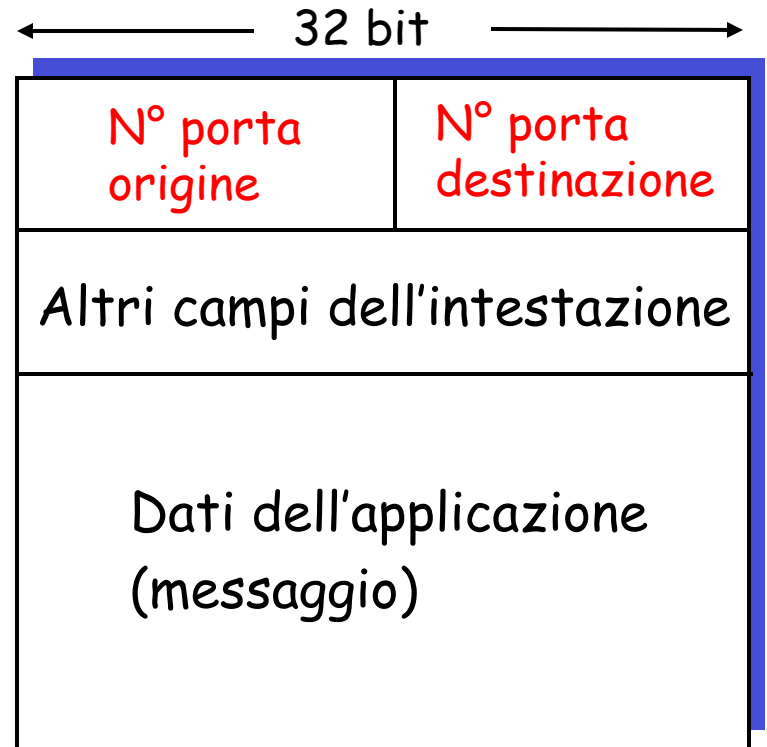 32 bit
N° porta
origine
N° porta
destinazione
Altri campi dell'intestazione
Dati dell'applicazione
(messaggio)